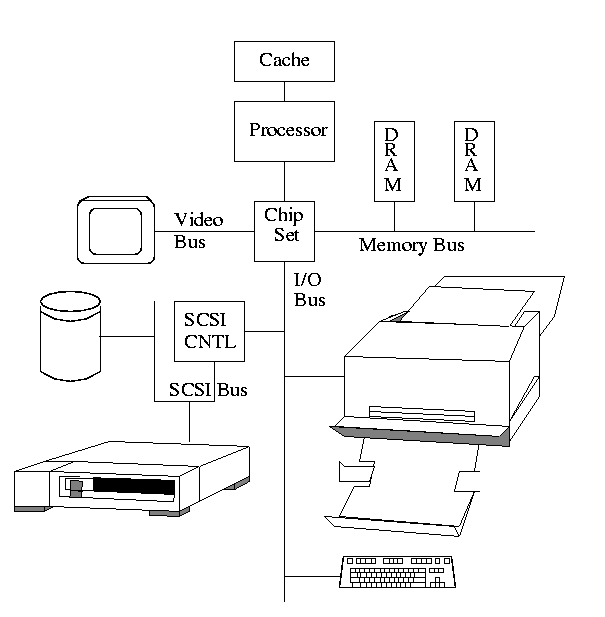 Cache
Processor
D
R
A
M
D
R
A
M
Chip
Set
Video
Bus
Memory Bus
I/O
Bus
SCSI
CNTL
SCSI Bus